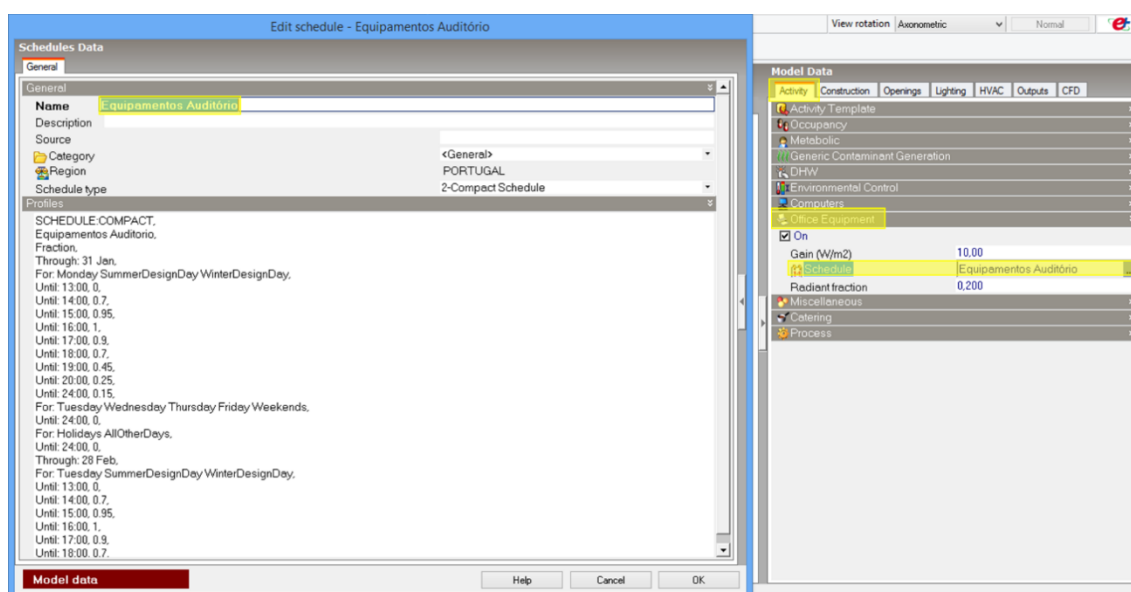 Edit schedule - Equipamentos Auditório
Schedules Data
General
General
Name Equipamentos Auditório
Description
Source
Category <General>
Region PORTUGAL
Schedule type 2-Compact Schedule
Profiles
SCHEDULE:COMPACT,
Equipamentos Auditorio,
Fraction,
Through: 31 Jan,
For: Monday SummerDesignDay WinterDesignDay,
Until: 13:00, 0,
Until: 14:00, 0.7,
Until: 15:00, 0.95,
Until: 16:00, 1,
Until: 17:00, 0.9,
Until: 18:00, 0.7,
Until: 19:00, 0.45,
Until: 20:00, 0.25,
Until: 24:00, 0.15,
For: Tuesday Wednesday Thursday Friday Weekends,
Until: 24:00, 0,
For: Holidays AllOtherDays,
Until: 24:00, 0,
Through: 28 Feb,
For: Tuesday SummerDesignDay WinterDesignDay,
Until: 13:00, 0,
Until: 14:00, 0.7,
Until: 15:00, 0.95,
Until: 16:00, 1,
Until: 17:00, 0.9,
Until: 18:00, 0.7,
Model data
Help Cancel OK
View rotation Axonometric Normal
Model Data
Activity Construction Openings Lighting HVAC Outputs CFD
Activity Template
Occupancy
Metabolic
Generic Contaminant Generation
DHW
Environmental Control
Computers
Office Equipment
On
Gain (W/m2) 10,00
Schedule Equipamentos Auditório
Radiant fraction 0,200
Miscellaneous
Catering
Process